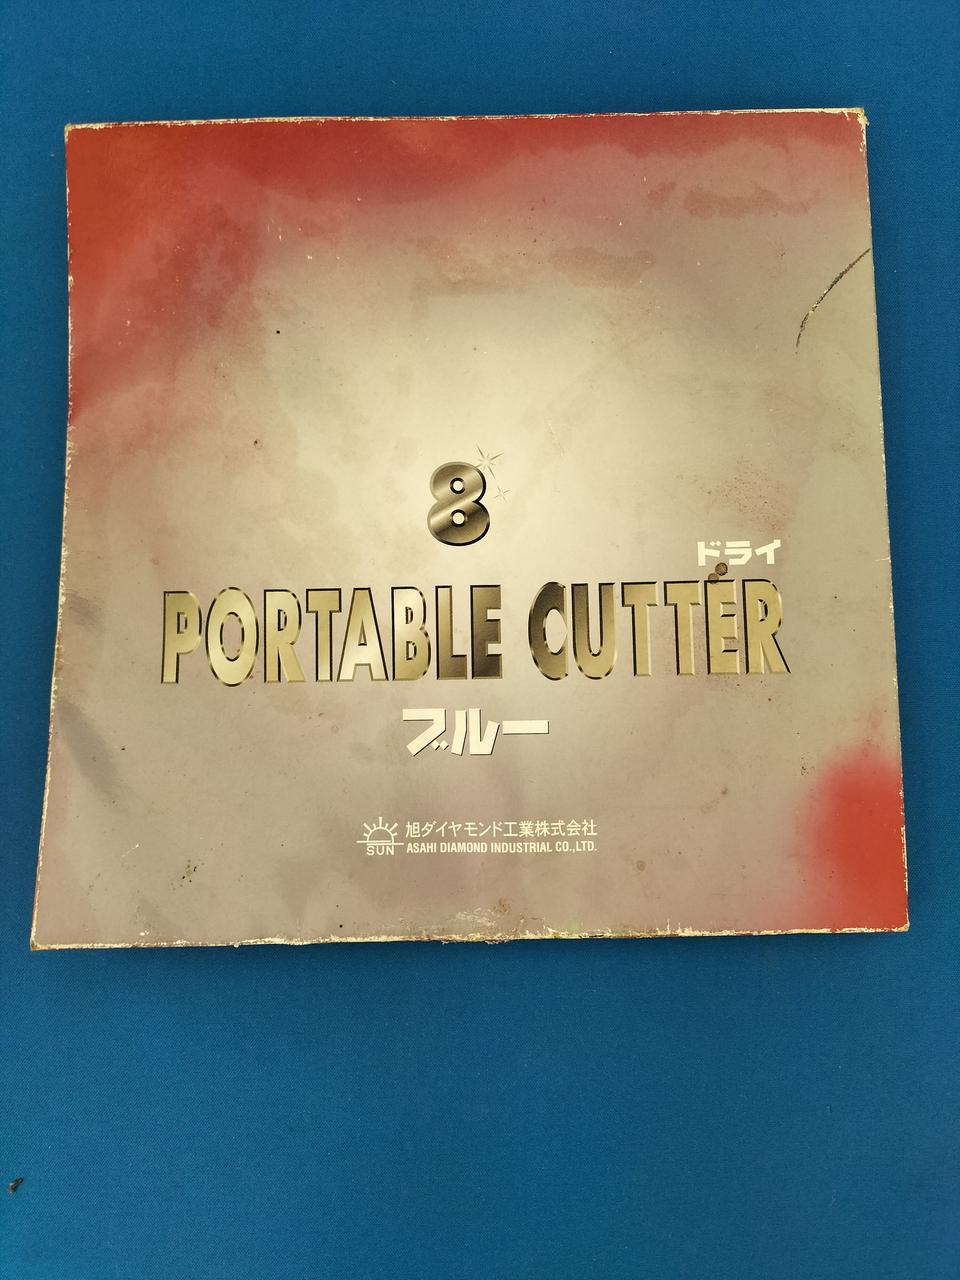 8
ドライ
PORTABLE CUTTER
ブルー
旭ダイヤモンド工業株式会社
SUN ASAHI DIAMOND INDUSTRIAL CO.,LTD.